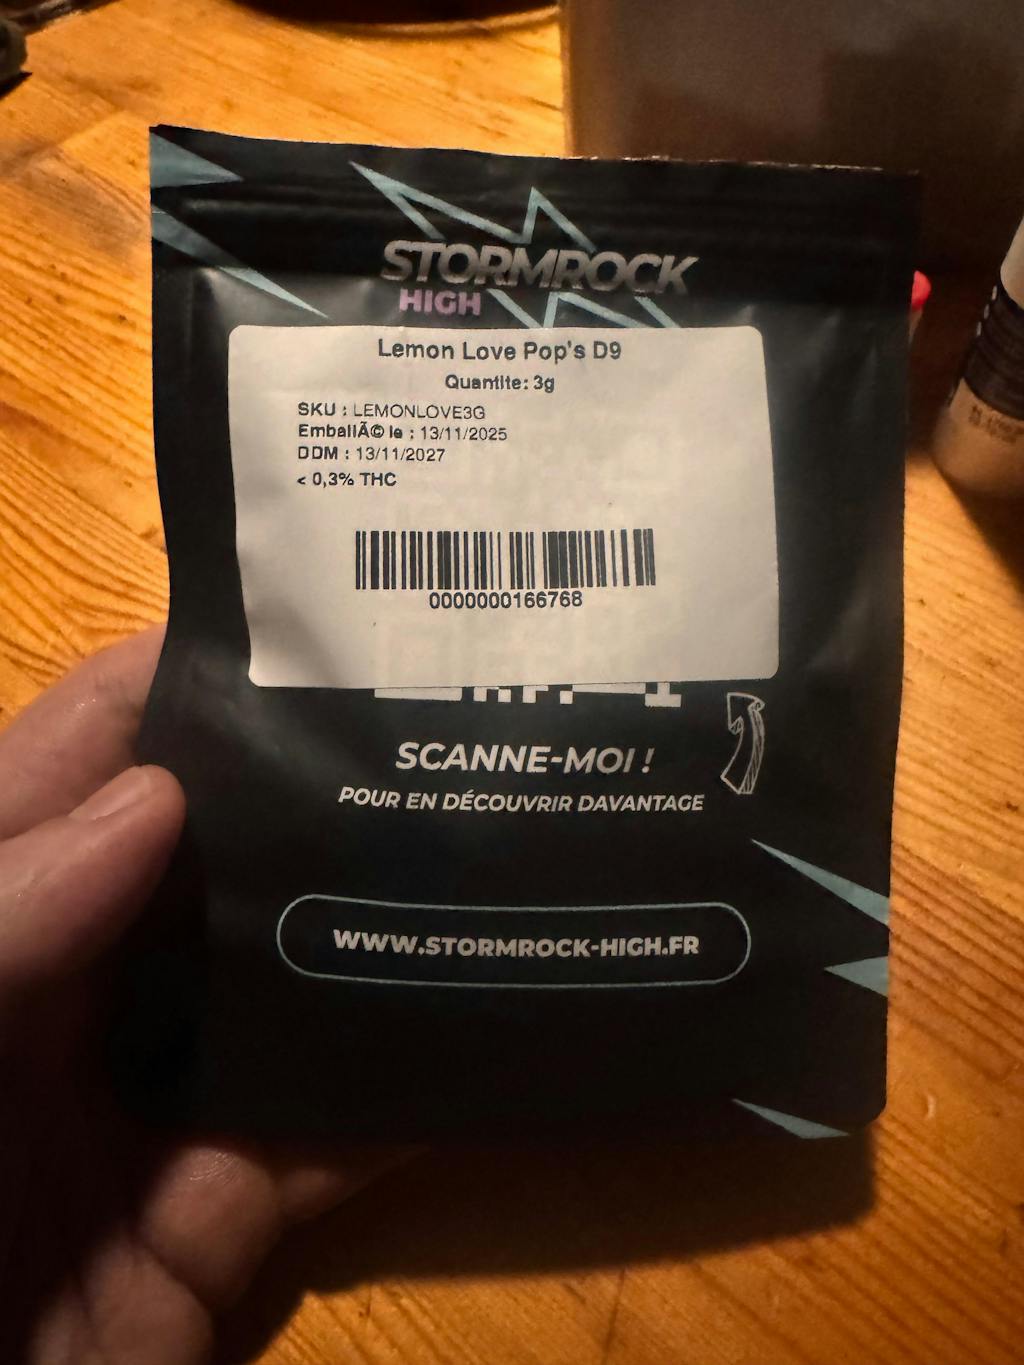 STORMROCK
HIGH
Lemon Love Pop's D9
Quantite: 3g
SKU : LEMONLOVE3G
EmballÃ© le : 13/11/2025
DDM : 13/11/2027
< 0,3% THC
0000000166768
SCANNE-MOI !
POUR EN DÉCOUVRIR DAVANTAGE
WWW.STORMROCK-HIGH.FR